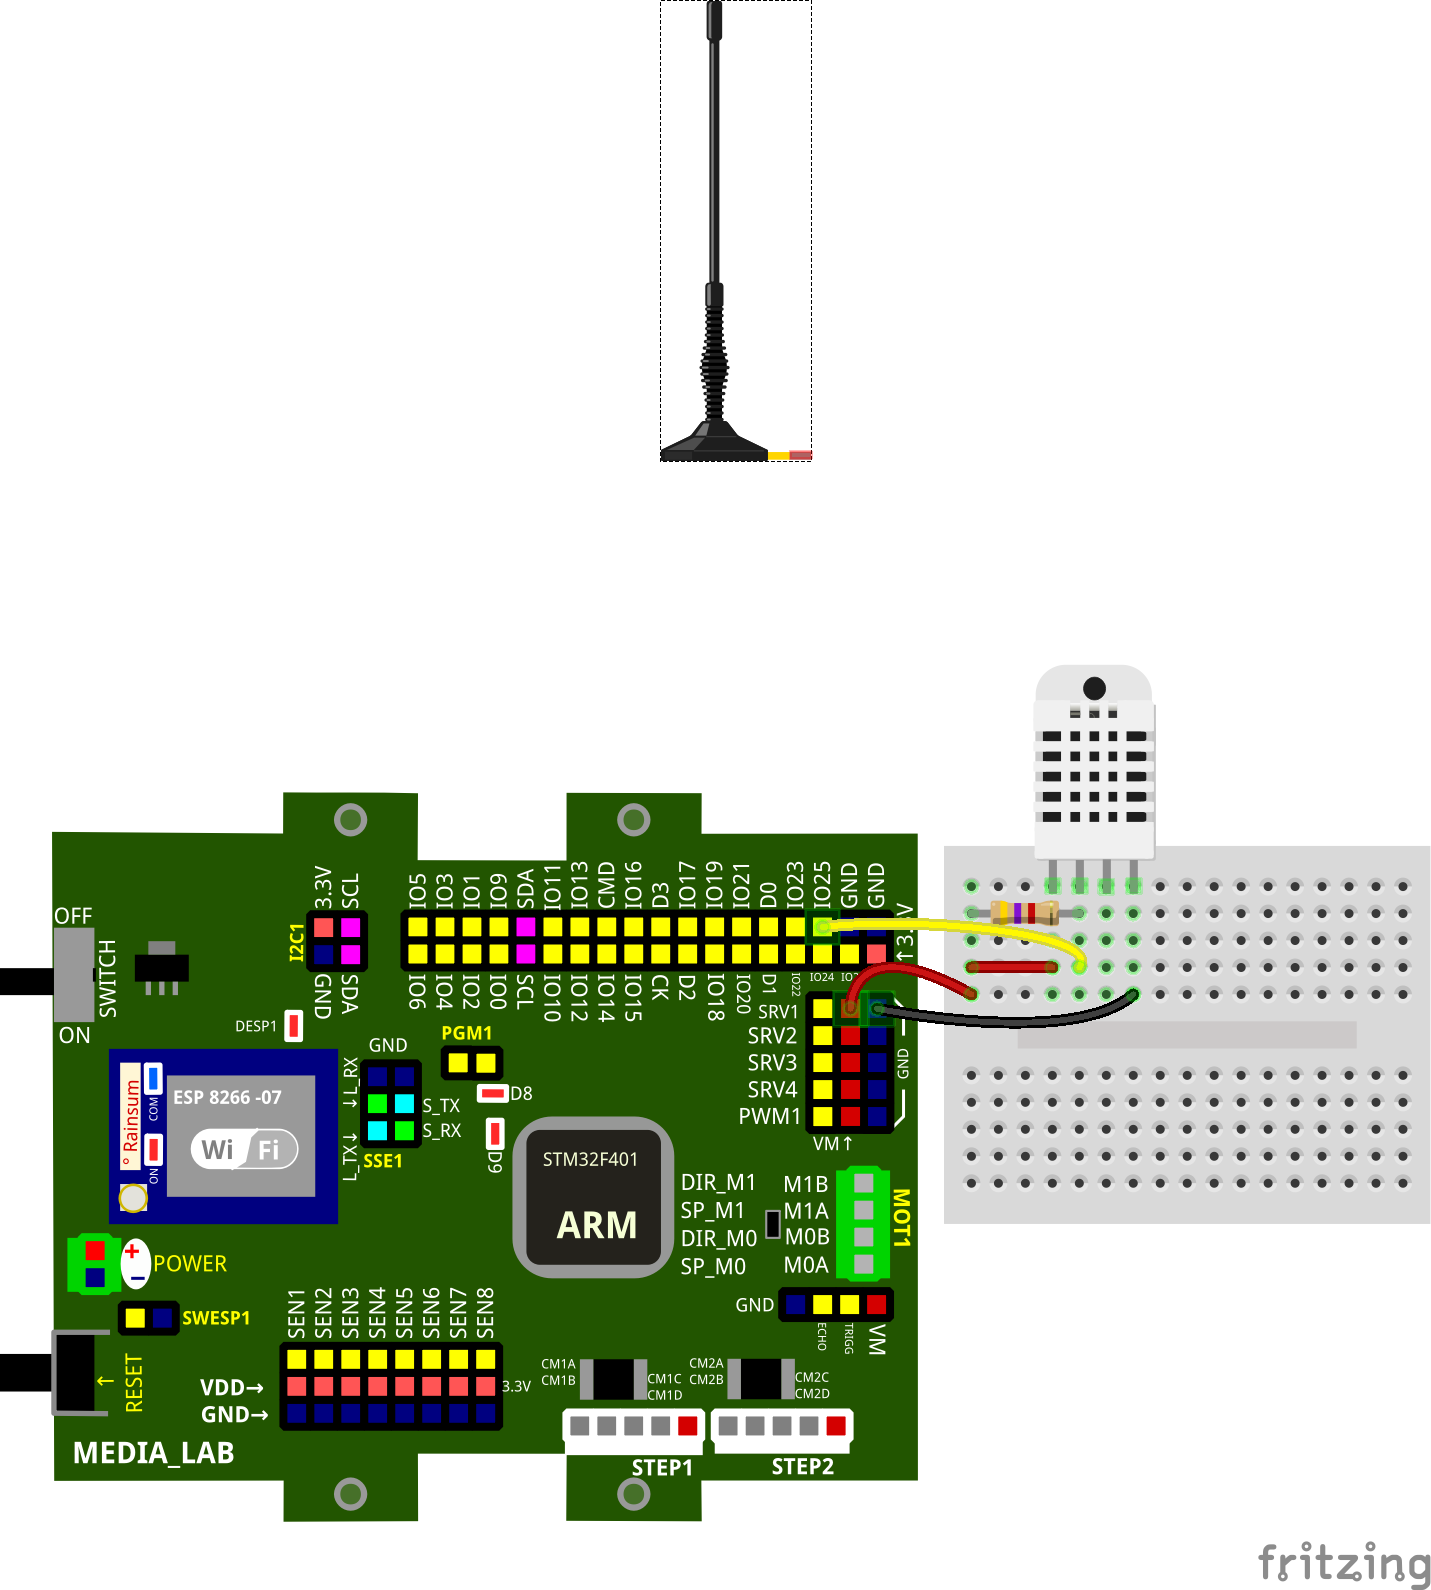 IO5 IO3 IO1 IO9 SDA IO11 IO13 CMD IO16 D3 IO17 IO19 IO21 D0 IO23 IO25 GND GND
3.3V SCL
I2C1
GND SDA
IO6 IO4 IO2 IO0 SCL IO10 IO12 IO14 IO15 CK D2 IO18 IO20 D1 IO22 IO24
OFF
SWITCH
ON
DESP1
GND
PGM1
SRV1
SRV2
SRV3
SRV4
PWM1
GND
VM↑
L_RX →
S_TX
S_RX
L_TX →
SSE1
D8
D9
° Rainsum
COM
ON
ESP 8266 -07
Wi Fi
STM32F401
ARM
DIR_M1 M1B
SP_M1 M1A
DIR_M0 M0B
SP_M0 M0A
MOT1
+
POWER
−
SWESP1
GND
ECHO TRIGG VM
SEN1 SEN2 SEN3 SEN4 SEN5 SEN6 SEN7 SEN8
← RESET
VDD→
3.3V
GND→
CM1A
CM1B
CM1C
CM1D
CM2A
CM2B
CM2C
CM2D
MEDIA_LAB
STEP1
STEP2
fritzing